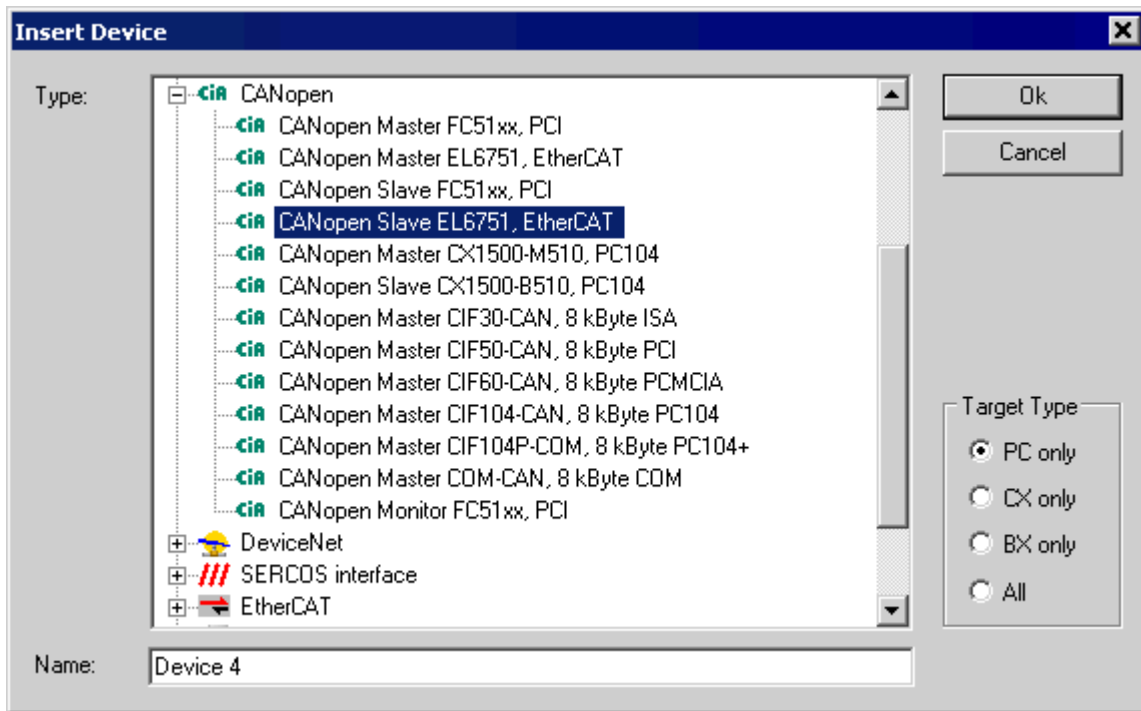 Insert Device
Type:
CiA CANopen
CiA CANopen Master FC51xx, PCI
CiA CANopen Master EL6751, EtherCAT
CiA CANopen Slave FC51xx, PCI
CiA CANopen Slave EL6751, EtherCAT
CiA CANopen Master CX1500-M510, PC104
CiA CANopen Slave CX1500-B510, PC104
CiA CANopen Master CIF30-CAN, 8 kByte ISA
CiA CANopen Master CIF50-CAN, 8 kByte PCI
CiA CANopen Master CIF60-CAN, 8 kByte PCMCIA
CiA CANopen Master CIF104-CAN, 8 kByte PC104
CiA CANopen Master CIF104P-COM, 8 kByte PC104+
CiA CANopen Master COM-CAN, 8 kByte COM
CiA CANopen Monitor FC51xx, PCI
DeviceNet
SERCOS interface
EtherCAT
Ok
Cancel
Target Type
PC only
CX only
BX only
All
Name:
Device 4